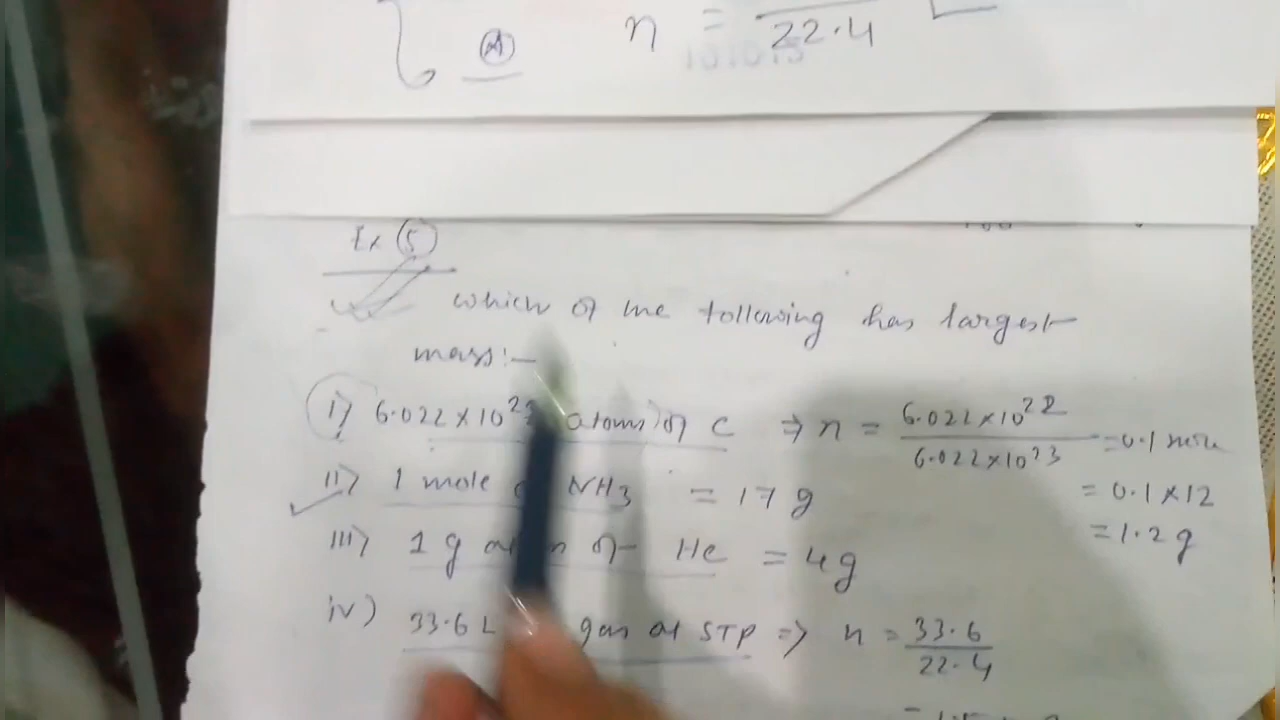 n = 22.4
Ex (5)
which of the following has largest
mass:-
i) 6.022×10²² atoms of C ⇒ n = 6.022×10²² / 6.022×10²³ = 0.1 mole
= 0.1×12
= 1.2 g
ii) 1 mole NH3 = 17 g
iii) 1 g of He = 4g
iv) 33.6 L gas at STP ⇒ n = 33.6 / 22.4